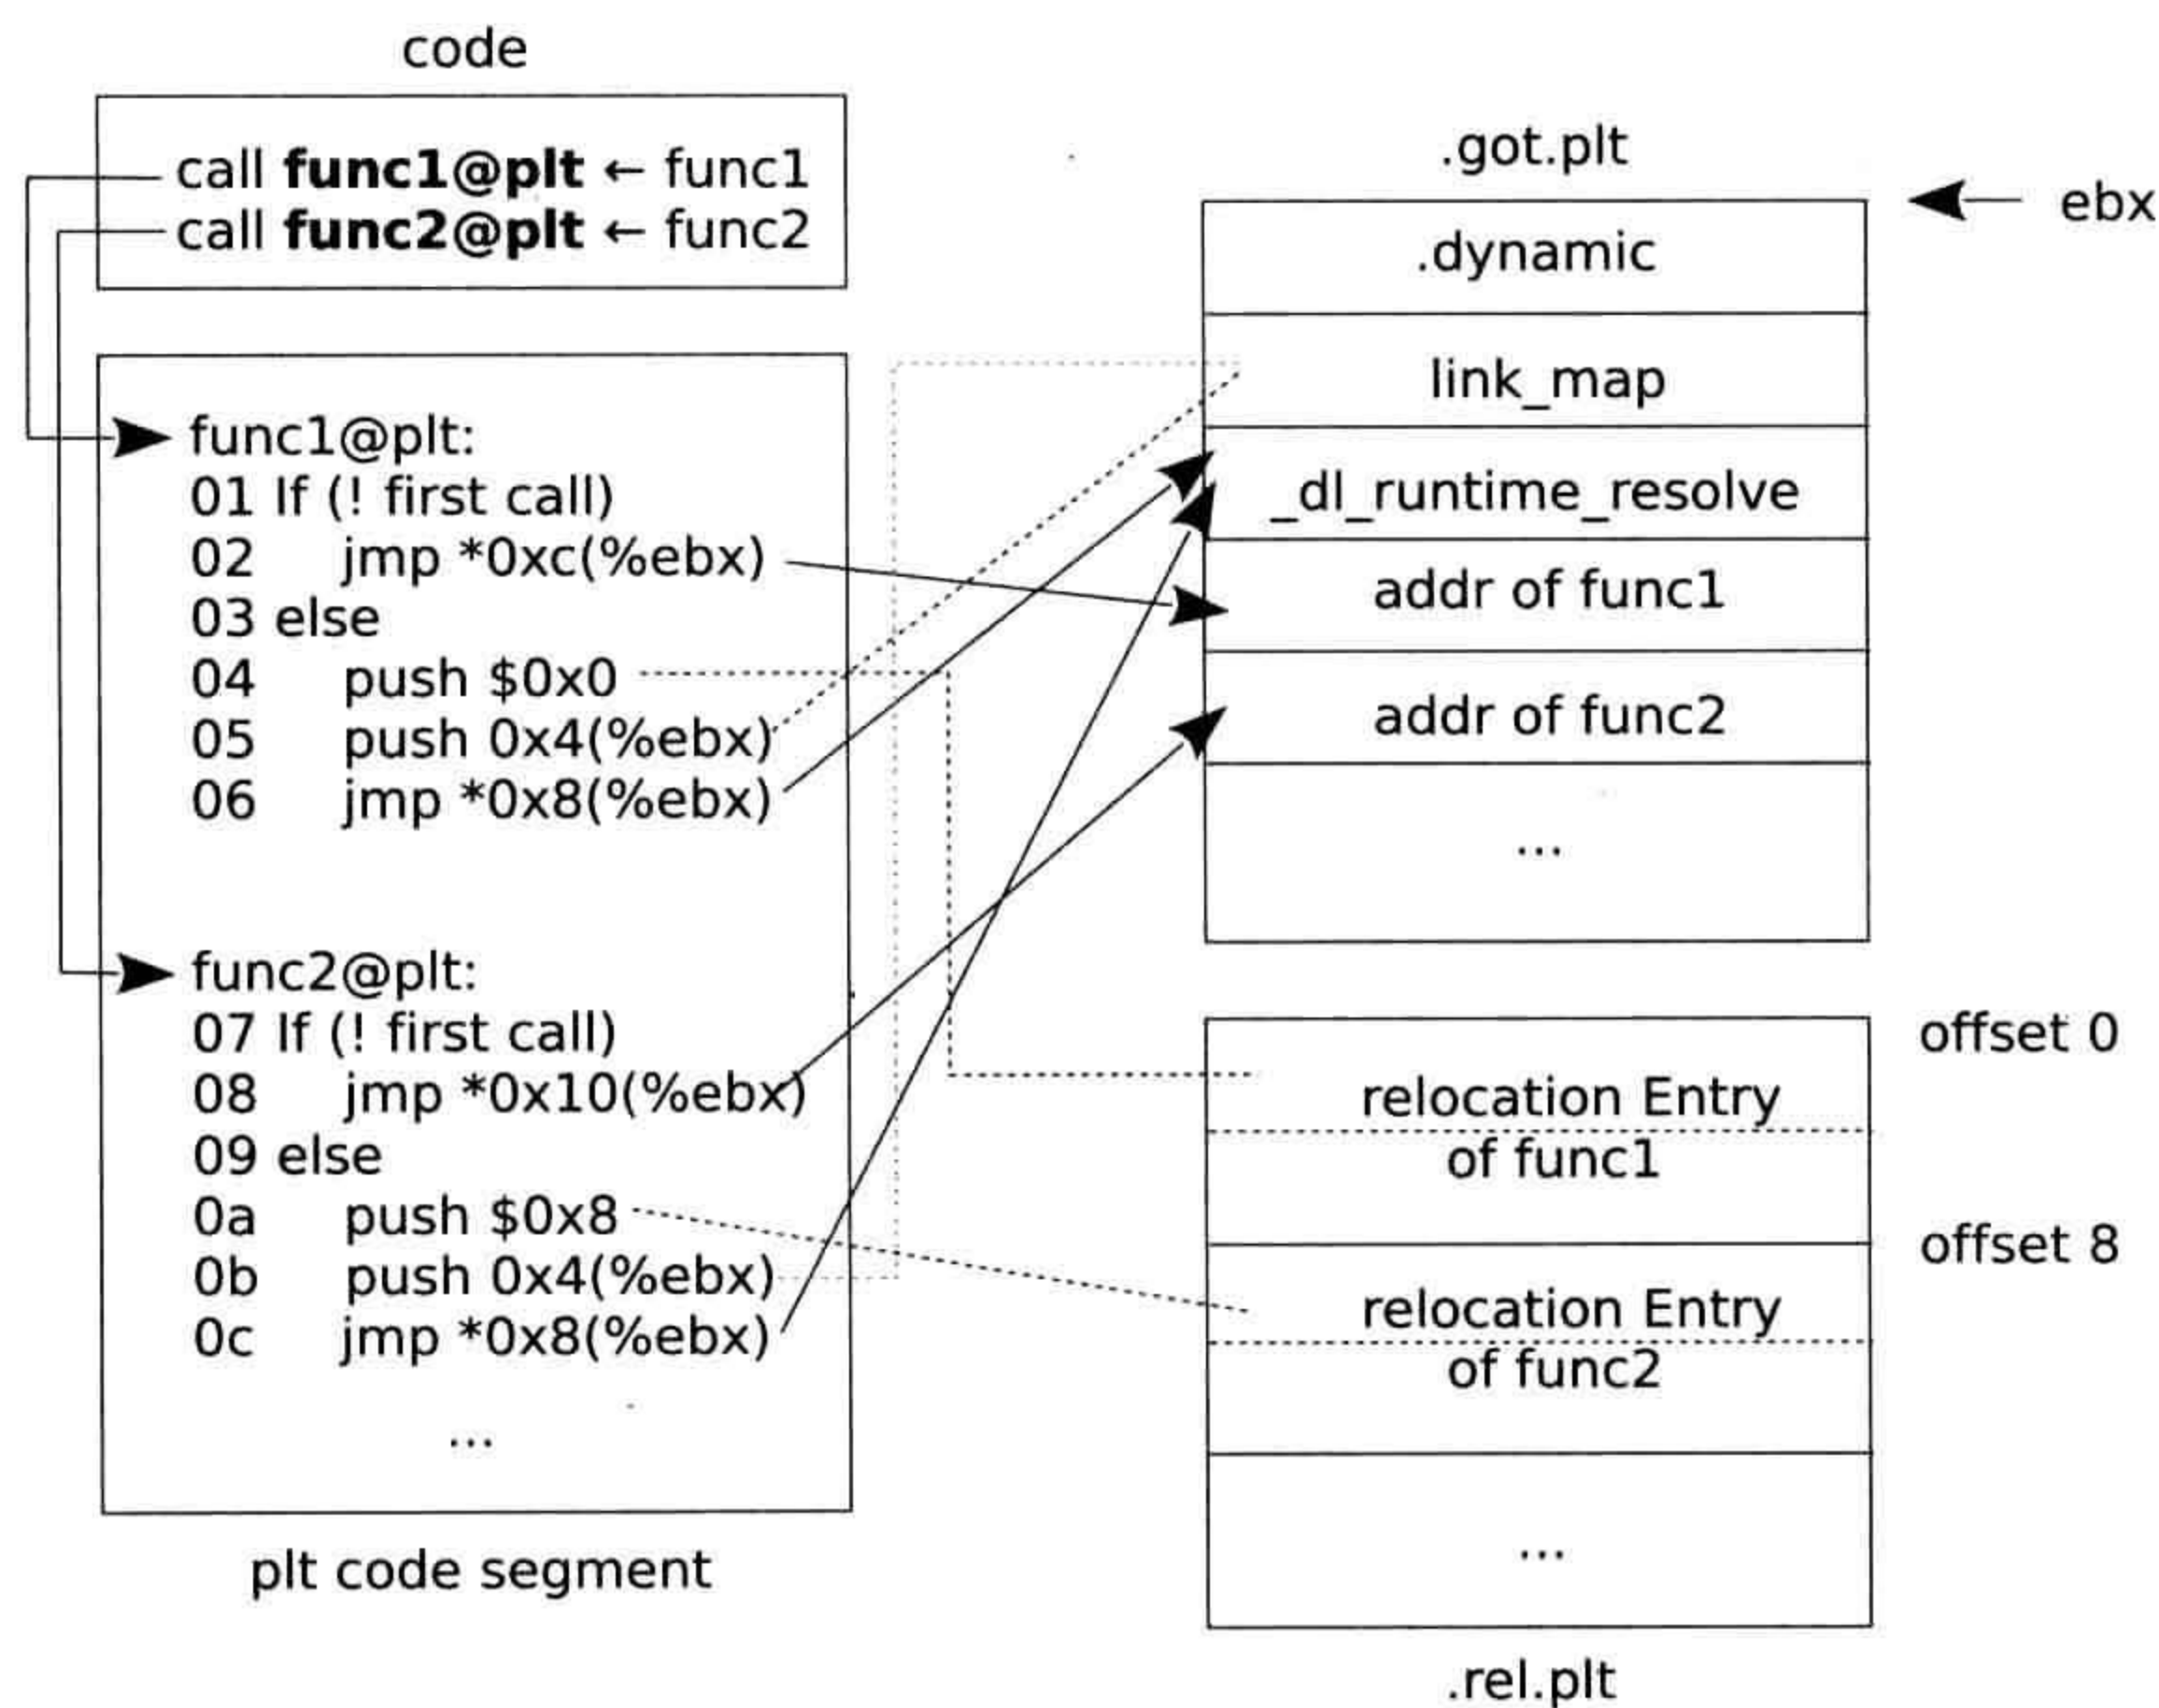 code
call func1@plt ← func1
call func2@plt ← func2
func1@plt:
01 If (! first call)
02 jmp *0xc(%ebx)
03 else
04 push $0x0
05 push 0x4(%ebx)
06 jmp *0x8(%ebx)
func2@plt:
07 If (! first call)
08 jmp *0x10(%ebx)
09 else
0a push $0x8
0b push 0x4(%ebx)
0c jmp *0x8(%ebx)
...
plt code segment
.got.plt
ebx
.dynamic
link_map
_dl_runtime_resolve
addr of func1
addr of func2
...
offset 0
relocation Entry
of func1
offset 8
relocation Entry
of func2
...
.rel.plt